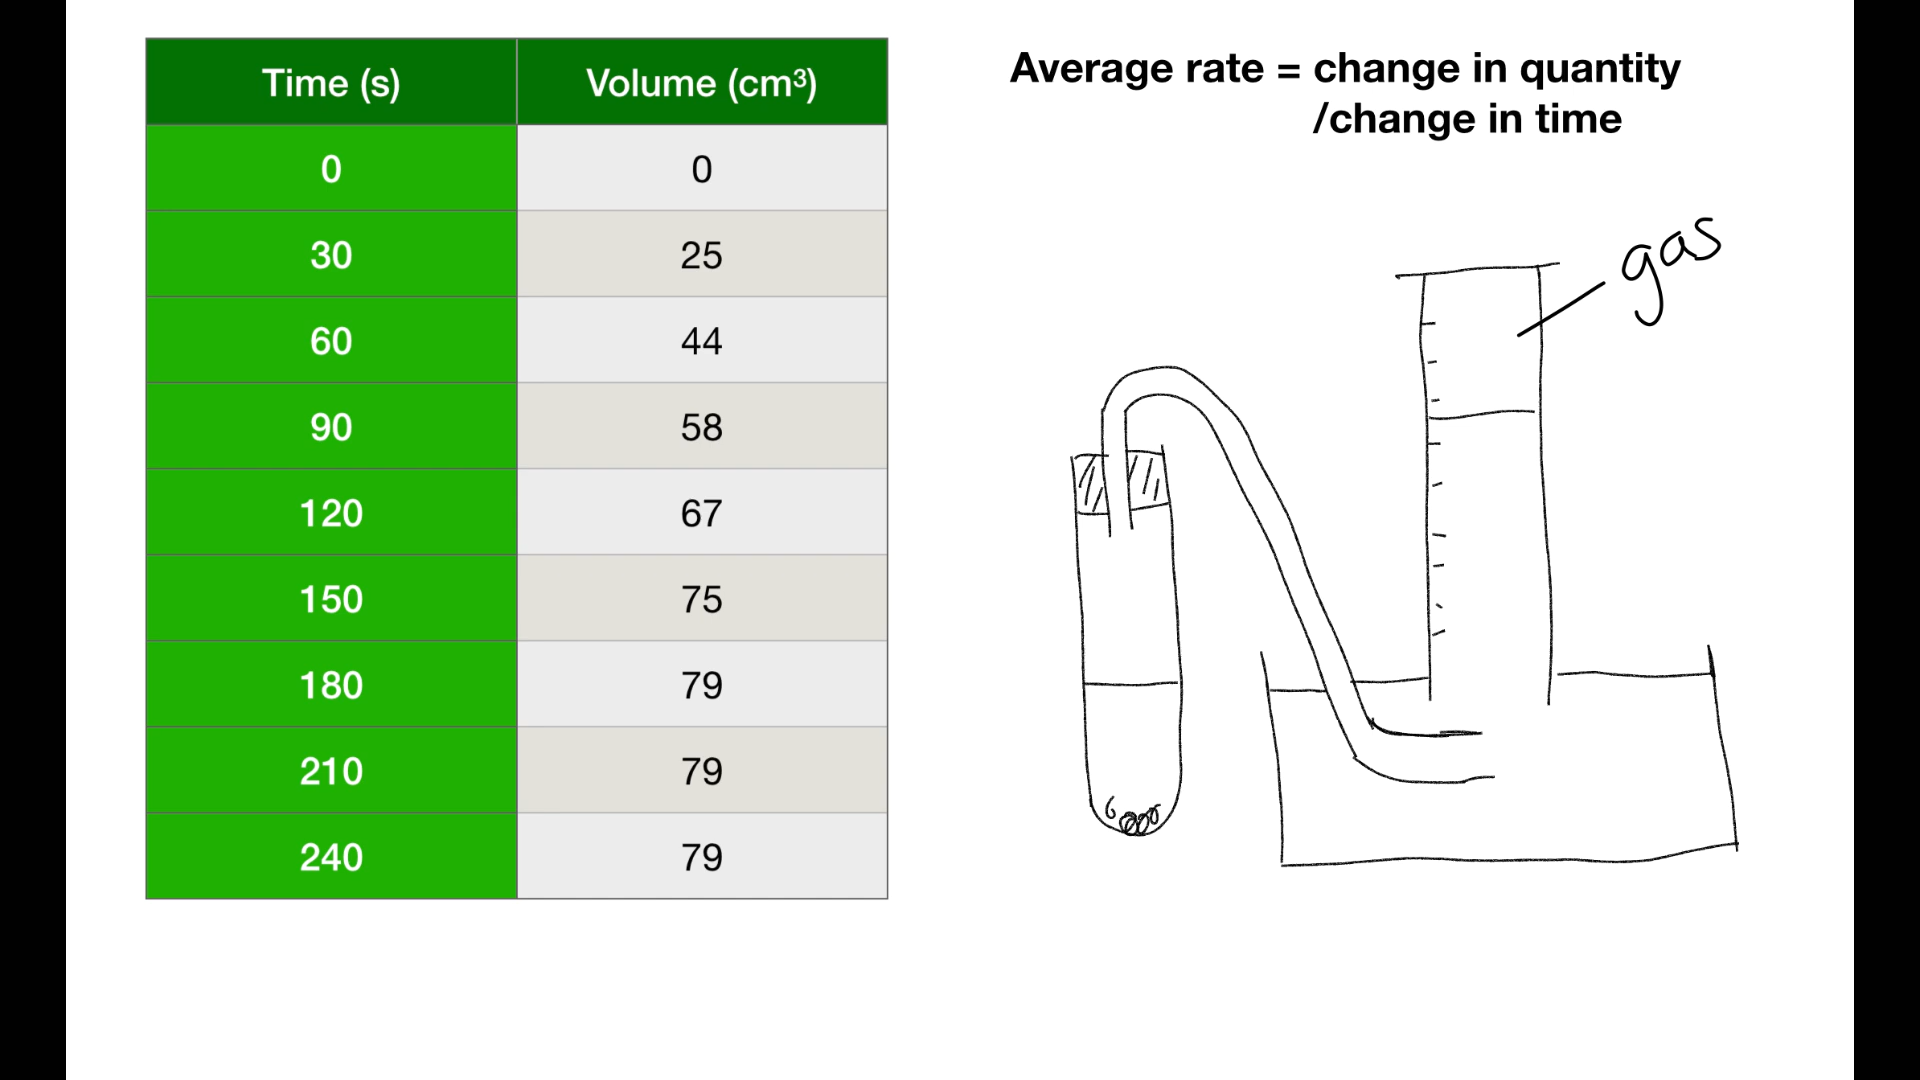 Time (s) Volume (cm³)
0 0
30 25
60 44
90 58
120 67
150 75
180 79
210 79
240 79
Average rate = change in quantity
/change in time
gas